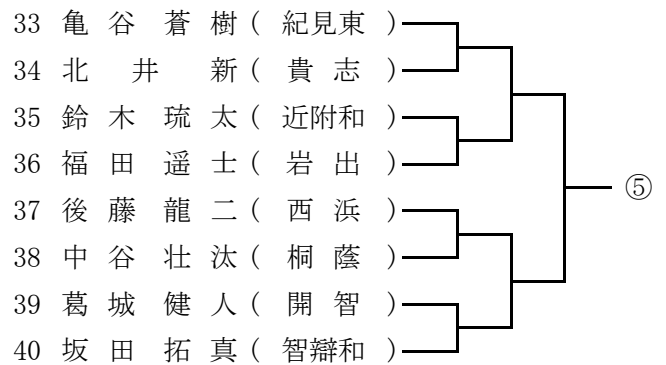 33 亀谷 蒼樹(紀見東)
34 北井 新(貴志)
35 鈴木 琉太(近附和)
36 福田 遥士(岩出)
37 後藤 龍二(西浜)
38 中谷 壮汰(桐蔭)
39 葛城 健人(開智)
40 坂田 拓真(智辯和)
⑤